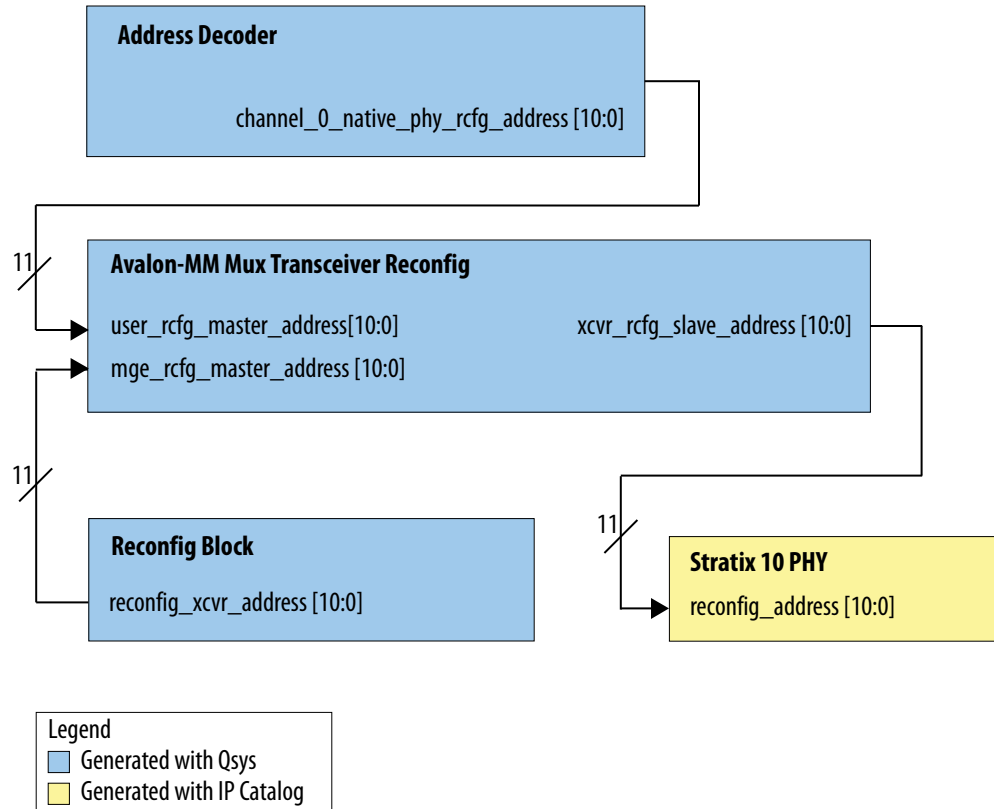 Address Decoder
channel_0_native_phy_rcfg_address [10:0]
11
Avalon-MM Mux Transceiver Reconfig
user_rcfg_master_address[10:0]
xcvr_rcfg_slave_address [10:0]
mge_rcfg_master_address [10:0]
11
11
Reconfig Block
reconfig_xcvr_address [10:0]
Stratix 10 PHY
reconfig_address [10:0]
Legend
Generated with Qsys
Generated with IP Catalog